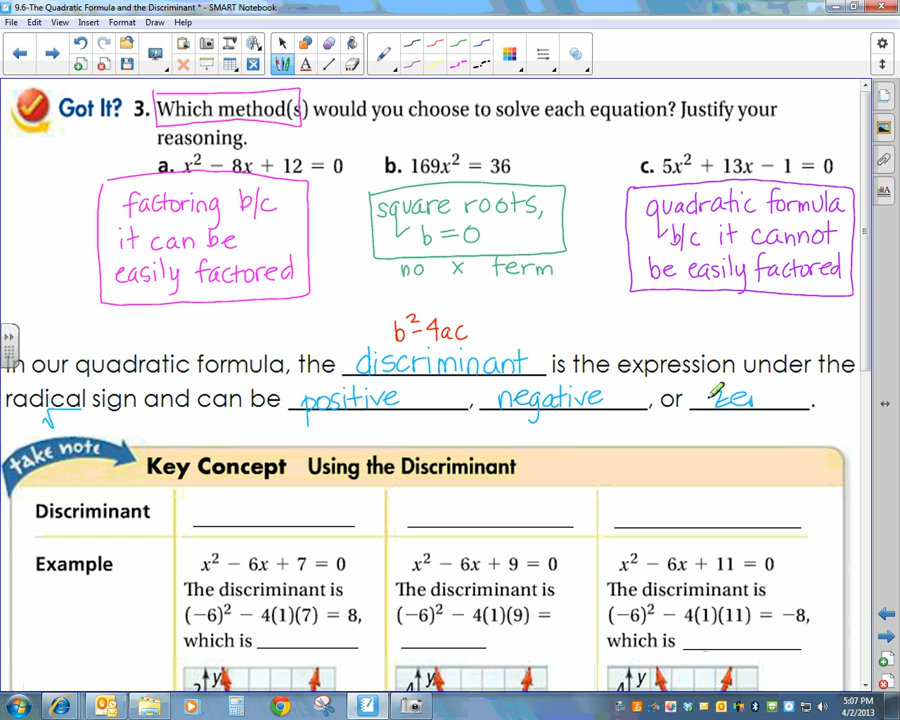 9.6-The Quadratic Formula and the Discriminant * - SMART Notebook
File Edit View Insert Format Draw Help
Got It? 3. Which method(s) would you choose to solve each equation? Justify your
reasoning.
a. x² − 8x + 12 = 0 b. 169x² = 36 c. 5x² + 13x − 1 = 0
factoring b/c
it can be
easily factored
square roots,
b = 0
no x term
quadratic formula
b/c it cannot
be easily factored
b²-4ac
In our quadratic formula, the discriminant is the expression under the
radical sign and can be positive, negative, or zer.
take note
Key Concept Using the Discriminant
Discriminant
Example
x² − 6x + 7 = 0
The discriminant is
(−6)² − 4(1)(7) = 8,
which is
x² − 6x + 9 = 0
The discriminant is
(−6)² − 4(1)(9) =
x² − 6x + 11 = 0
The discriminant is
(−6)² − 4(1)(11) = −8,
which is
y
y
4 y
5:07 PM
4/2/2013